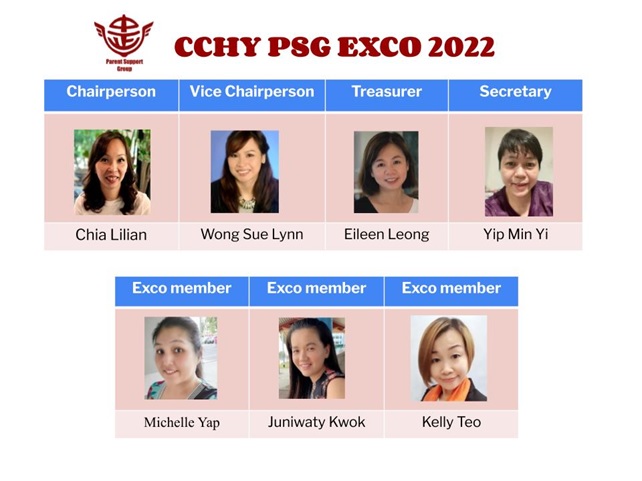 Parent Support
Group
CCHY PSG EXCO 2022
Chairperson Vice Chairperson Treasurer Secretary
Chia Lilian Wong Sue Lynn Eileen Leong Yip Min Yi
Exco member Exco member Exco member
Michelle Yap Juniwaty Kwok Kelly Teo